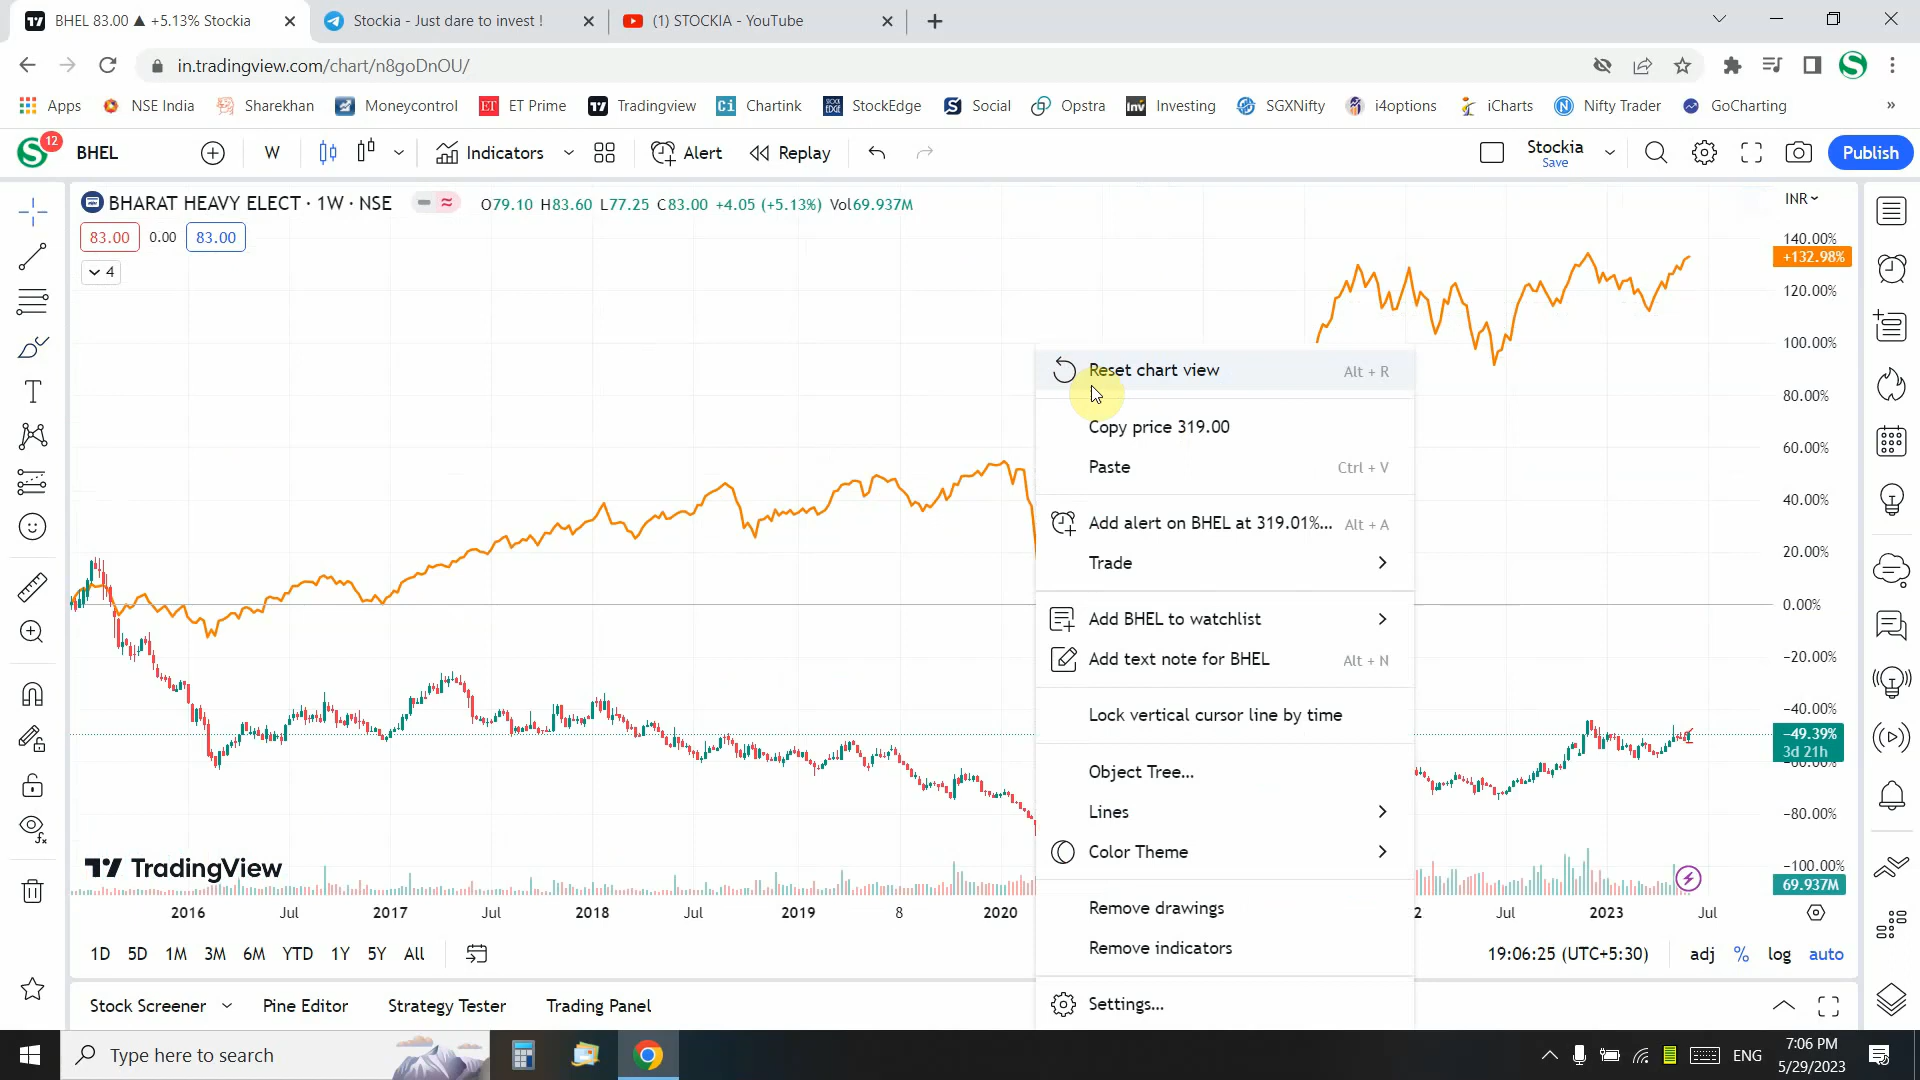 BHEL 83.00 ▲ +5.13% Stockia
Stockia - Just dare to invest !
(1) STOCKIA - YouTube
in.tradingview.com/chart/n8goDnOU/
Apps NSE India Sharekhan Moneycontrol ET ET Prime Tradingview Ci Chartink STOCK EDGE StockEdge Social Opstra Inv Investing SGXNifty i4options iCharts Nifty Trader GoCharting »
S 12 BHEL W Indicators Alert Replay Stockia Save Publish
BHARAT HEAVY ELECT · 1W · NSE O79.10 H83.60 L77.25 C83.00 +4.05 (+5.13%) Vol69.937M
INR
83.00 0.00 83.00
4
140.00%
+132.98%
120.00%
100.00%
80.00%
60.00%
40.00%
20.00%
0.00%
-20.00%
-40.00%
-49.39%
3d 21h
-60.00%
-80.00%
-100.00%
69.937M
Reset chart view Alt + R
Copy price 319.00
Paste Ctrl + V
Add alert on BHEL at 319.01%... Alt + A
Trade
Add BHEL to watchlist
Add text note for BHEL Alt + N
Lock vertical cursor line by time
Object Tree...
Lines
Color Theme
Remove drawings
Remove indicators
Settings...
TradingView
2016 Jul 2017 Jul 2018 Jul 2019 8 2020 2 Jul 2023 Jul
1D 5D 1M 3M 6M YTD 1Y 5Y All 19:06:25 (UTC+5:30) adj % log auto
Stock Screener Pine Editor Strategy Tester Trading Panel
Type here to search
ENG
7:06 PM
5/29/2023